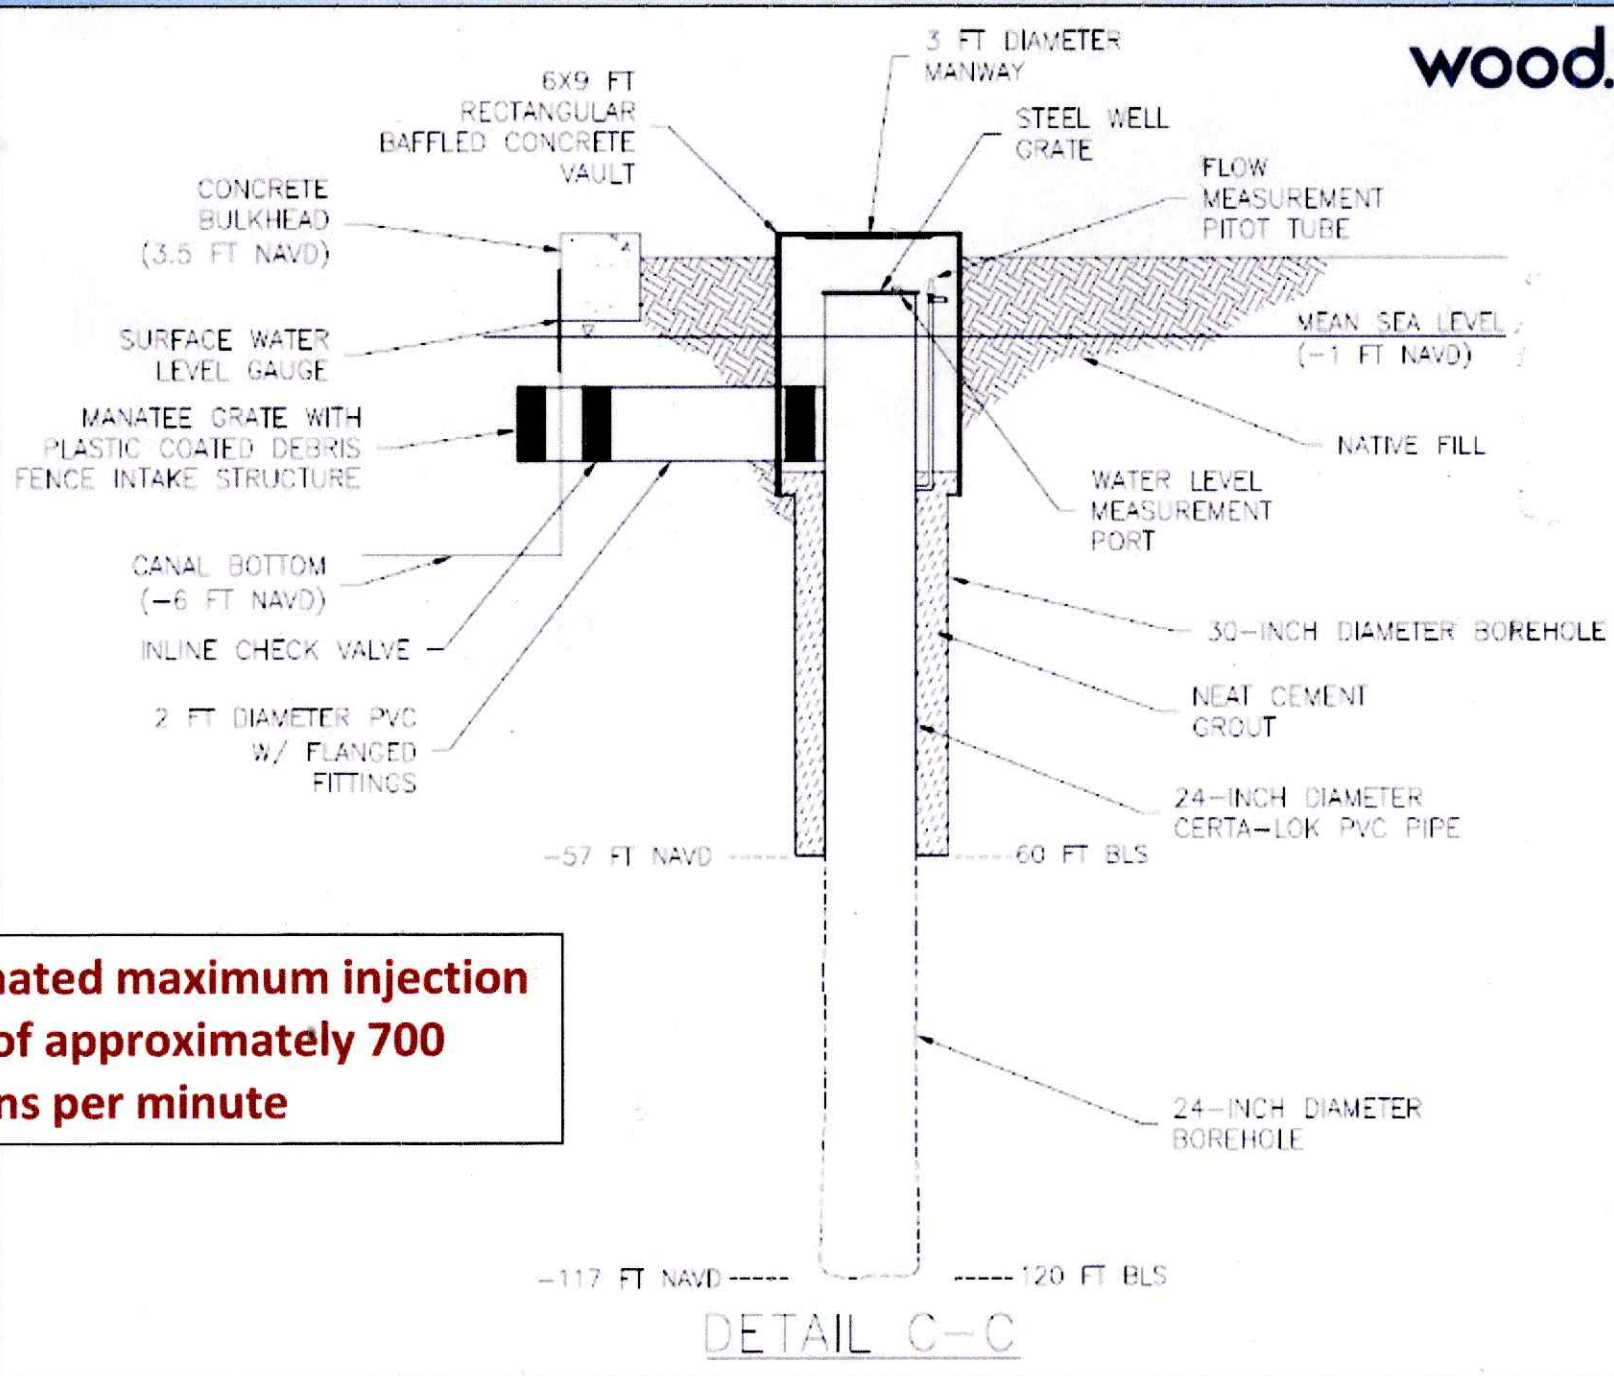 wood.
3 FT DIAMETER
MANWAY
6X9 FT
RECTANGULAR
BAFFLED CONCRETE
VAULT
STEEL WELL
GRATE
FLOW
MEASUREMENT
PITOT TUBE
CONCRETE
BULKHEAD
(3.5 FT NAVD)
SURFACE WATER
LEVEL GAUGE
MEAN SEA LEVEL
(-1 FT NAVD)
MANATEE GRATE WITH
PLASTIC COATED DEBRIS
FENCE INTAKE STRUCTURE
NATIVE FILL
WATER LEVEL
MEASUREMENT
PORT
CANAL BOTTOM
(-6 FT NAVD)
INLINE CHECK VALVE
30-INCH DIAMETER BOREHOLE
NEAT CEMENT
GROUT
2 FT DIAMETER PVC
W/ FLANGED
FITTINGS
24-INCH DIAMETER
CERTA-LOK PVC PIPE
-57 FT NAVD
60 FT BLS
nated maximum injection
of approximately 700
ns per minute
24-INCH DIAMETER
BOREHOLE
-117 FT NAVD
120 FT BLS
DETAIL C-C